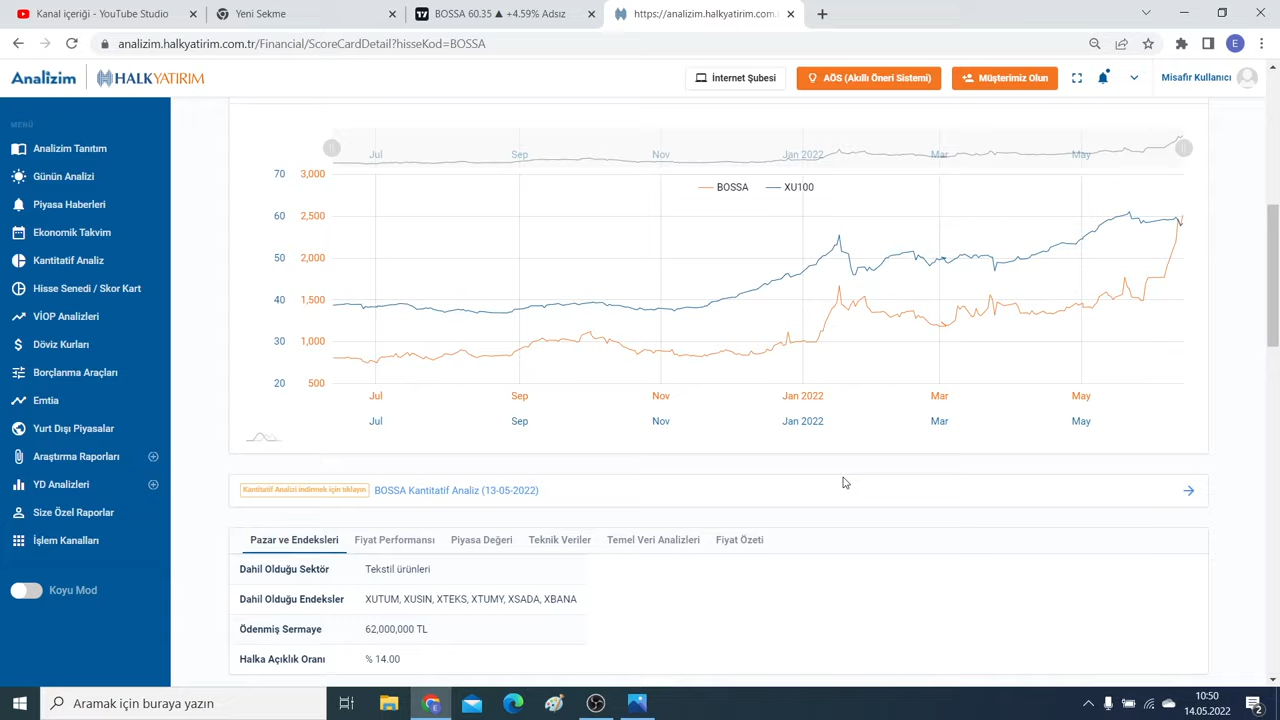 Kanal Studio - YouTube Studio
Yeni Sekme
BOSSA 60.35 ▲ +4.59% Adsız
https://analizim.halkyatirim.com.
analizim.halkyatirim.com.tr/Financial/ScoreCardDetail?hisseKod=BOSSA
E
Analizim
HALKYATIRIM
İnternet Şubesi
AÖS (Akıllı Öneri Sistemi)
Müşterimiz Olun
Misafir Kullanıcı
MENÜ
Analizim Tanıtım
Günün Analizi
Piyasa Haberleri
Ekonomik Takvim
Kantitatif Analiz
Hisse Senedi / Skor Kart
VİOP Analizleri
Döviz Kurları
Borçlanma Araçları
Emtia
Yurt Dışı Piyasalar
Araştırma Raporları
YD Analizleri
Size Özel Raporlar
İşlem Kanalları
Koyu Mod
Jul Sep Nov Jan 2022 Mar May
BOSSA XU100
70 3,000
60 2,500
50 2,000
40 1,500
30 1,000
20 500
Jul Sep Nov Jan 2022 Mar May
Jul Sep Nov Jan 2022 Mar May
Kantitatif Analizi indirmek için tıklayın BOSSA Kantitatif Analiz (13-05-2022)
Pazar ve Endeksleri Fiyat Performansı Piyasa Değeri Teknik Veriler Temel Veri Analizleri Fiyat Özeti
Dahil Olduğu Sektör Tekstil ürünleri
Dahil Olduğu Endeksler XUTUM, XUSIN, XTEKS, XTUMY, XSADA, XBANA
Ödenmiş Sermaye 62,000,000 TL
Halka Açıklık Oranı % 14.00
Aramak için buraya yazın
10:50
14.05.2022
2